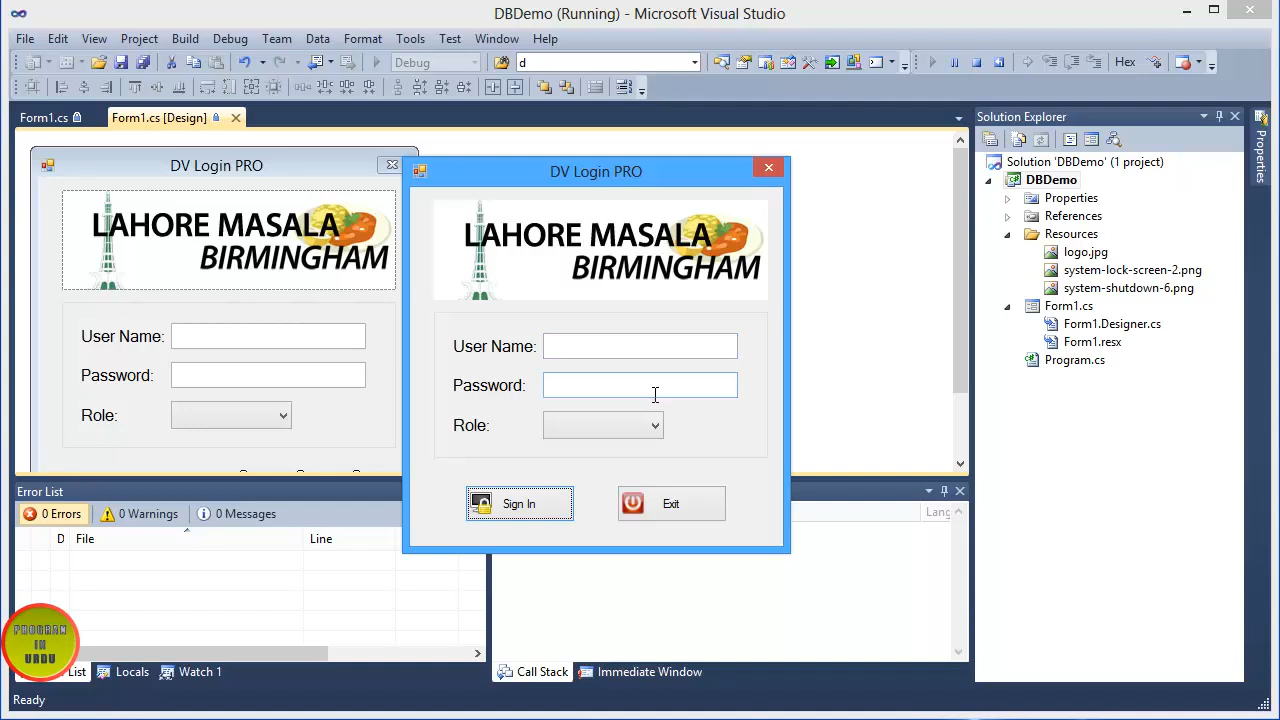 DBDemo (Running) - Microsoft Visual Studio
File Edit View Project Build Debug Team Data Format Tools Test Window Help
Debug
d
Hex
Form1.cs
Form1.cs [Design]
DV Login PRO
LAHORE MASALA
BIRMINGHAM
User Name:
Password:
Role:
DV Login PRO
LAHORE MASALA
BIRMINGHAM
User Name:
Password:
Role:
Sign In
Exit
Solution Explorer
Solution 'DBDemo' (1 project)
DBDemo
Properties
References
Resources
logo.jpg
system-lock-screen-2.png
system-shutdown-6.png
Form1.cs
Form1.Designer.cs
Form1.resx
Program.cs
Properties
Error List
0 Errors
0 Warnings
0 Messages
D File Line
Lang
PROGRAM
IN
URDU
List
Locals
Watch 1
Call Stack
Immediate Window
Ready